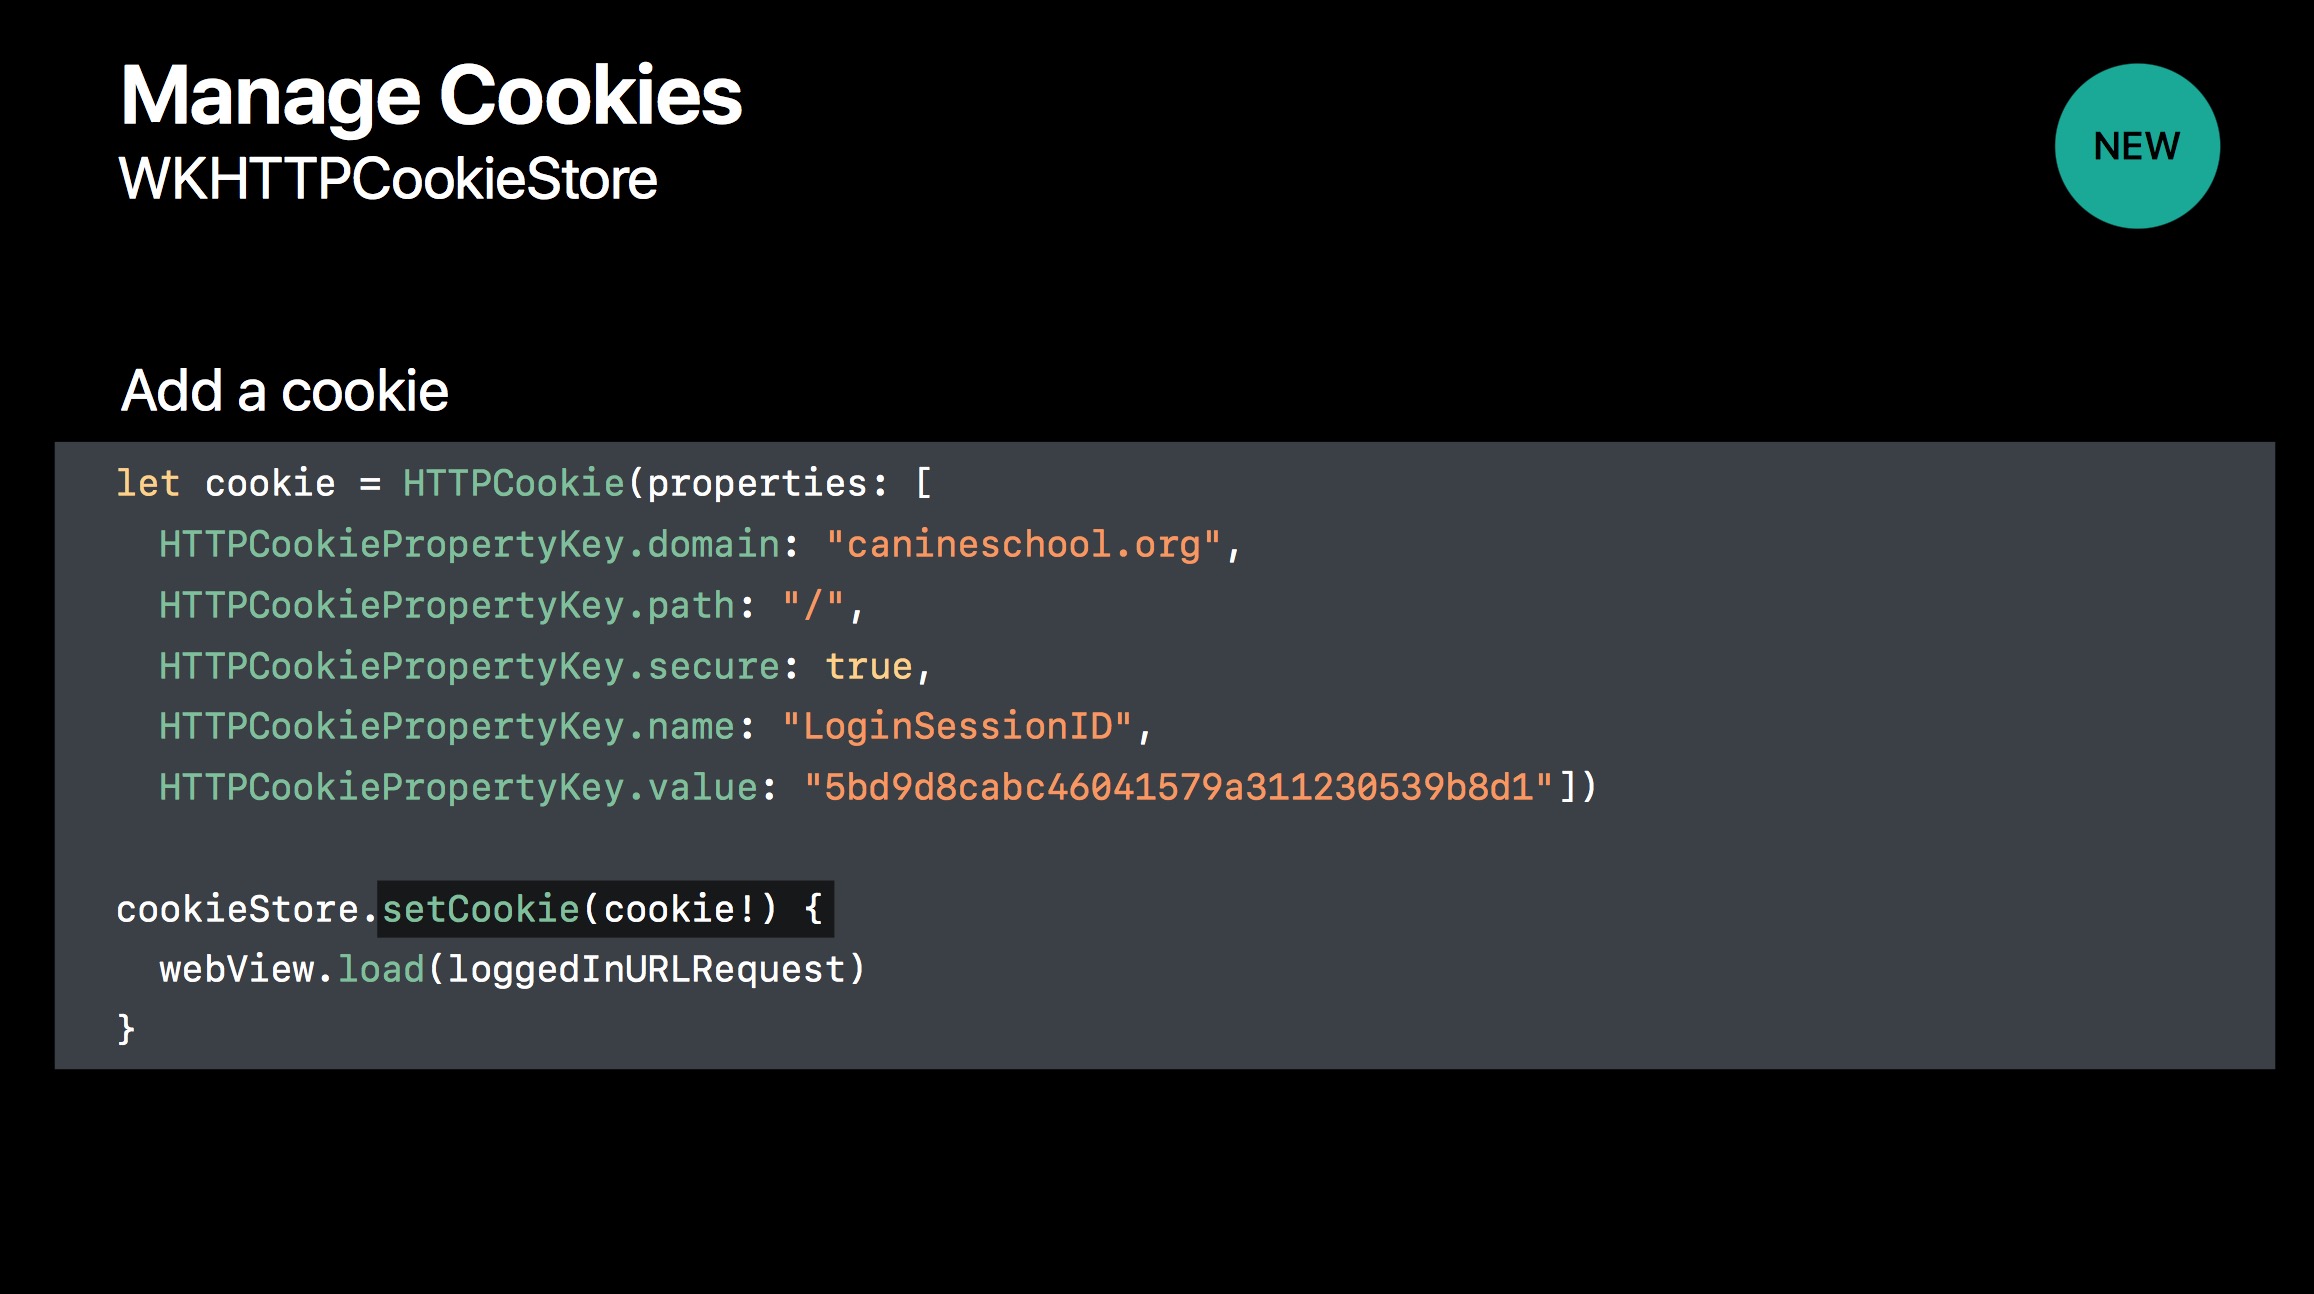 Manage Cookies
WKHTTPCookieStore
NEW
Add a cookie
let cookie = HTTPCookie(properties: [
  HTTPCookiePropertyKey.domain: "canineschool.org",
  HTTPCookiePropertyKey.path: "/",
  HTTPCookiePropertyKey.secure: true,
  HTTPCookiePropertyKey.name: "LoginSessionID",
  HTTPCookiePropertyKey.value: "5bd9d8cabc46041579a311230539b8d1"])
cookieStore.setCookie(cookie!) {
  webView.load(loggedInURLRequest)
}